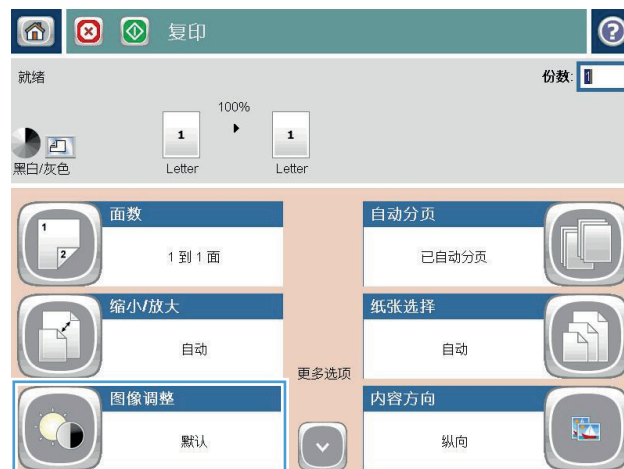 复印
就绪
份数: 1
100%
1
1
黑白/灰色
Letter
Letter
面数
1 到 1 面
1
2
自动分页
已自动分页
缩小/放大
自动
纸张选择
自动
更多选项
图像调整
默认
内容方向
纵向